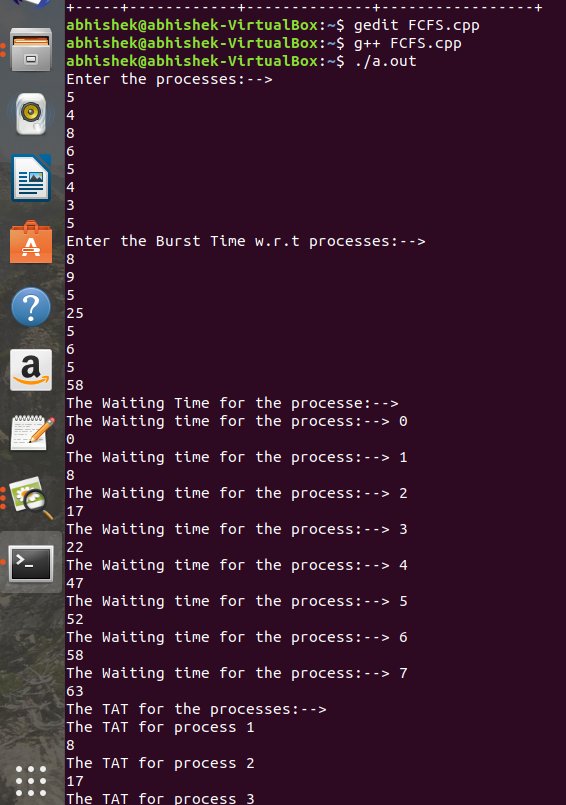 +-----+------------+--------------+-----------------+
abhishek@abhishek-VirtualBox:~$ gedit FCFS.cpp
abhishek@abhishek-VirtualBox:~$ g++ FCFS.cpp
abhishek@abhishek-VirtualBox:~$ ./a.out
Enter the processes:-->
5
4
8
6
5
4
3
5
Enter the Burst Time w.r.t processes:-->
8
9
5
25
5
6
5
58
The Waiting Time for the processe:-->
The Waiting time for the process:--> 0
0
The Waiting time for the process:--> 1
8
The Waiting time for the process:--> 2
17
The Waiting time for the process:--> 3
22
The Waiting time for the process:--> 4
47
The Waiting time for the process:--> 5
52
The Waiting time for the process:--> 6
58
The Waiting time for the process:--> 7
63
The TAT for the processes:-->
The TAT for process 1
8
The TAT for process 2
17
The TAT for process 3